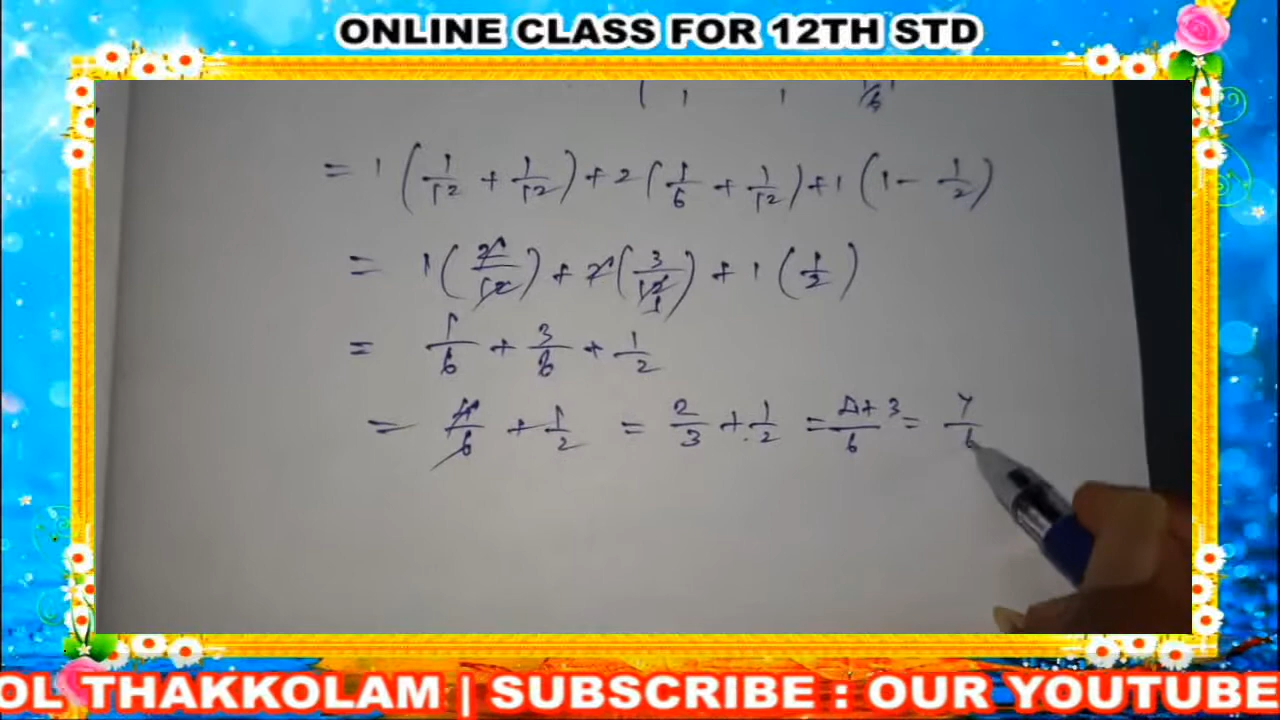 ONLINE CLASS FOR 12TH STD
= 1 (1/12 + 1/12) + 2 (1/6 + 1/12) + 1 (1 - 1/2)
= 1 (2/12) + 2 (3/12) + 1 (1/2)
= 1/6 + 3/6 + 1/2
= 4/6 + 1/2 = 2/3 + 1/2 = 4+3/6 = 7/6
OL THAKKOLAM | SUBSCRIBE : OUR YOUTUBE